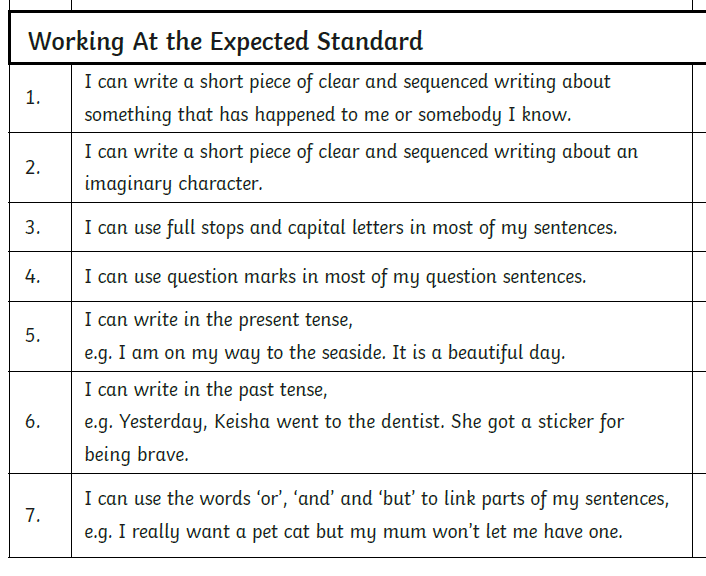 Working At the Expected Standard
1.
I can write a short piece of clear and sequenced writing about
something that has happened to me or somebody I know.
2.
I can write a short piece of clear and sequenced writing about an
imaginary character.
3.
I can use full stops and capital letters in most of my sentences.
4.
I can use question marks in most of my question sentences.
5.
I can write in the present tense,
e.g. I am on my way to the seaside. It is a beautiful day.
6.
I can write in the past tense,
e.g. Yesterday, Keisha went to the dentist. She got a sticker for
being brave.
7.
I can use the words ‘or’, ‘and’ and ‘but’ to link parts of my sentences,
e.g. I really want a pet cat but my mum won’t let me have one.